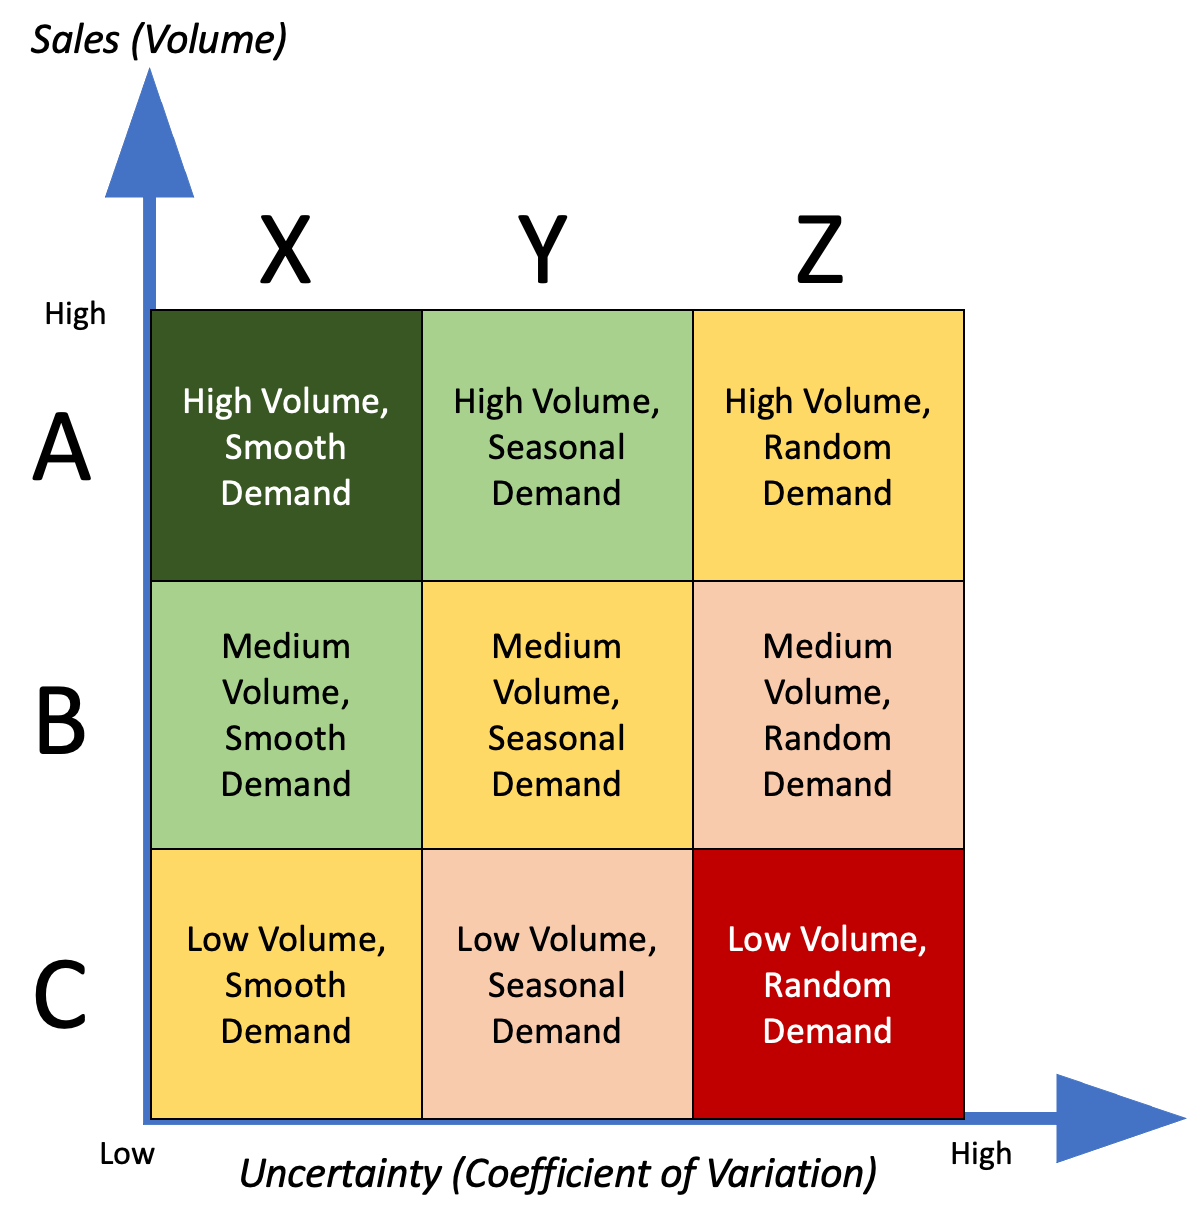 Sales (Volume)
X Y Z
High
A
High Volume,
Smooth
Demand
High Volume,
Seasonal
Demand
High Volume,
Random
Demand
B
Medium
Volume,
Smooth
Demand
Medium
Volume,
Seasonal
Demand
Medium
Volume,
Random
Demand
C
Low Volume,
Smooth
Demand
Low Volume,
Seasonal
Demand
Low Volume,
Random
Demand
Low
High
Uncertainty (Coefficient of Variation)